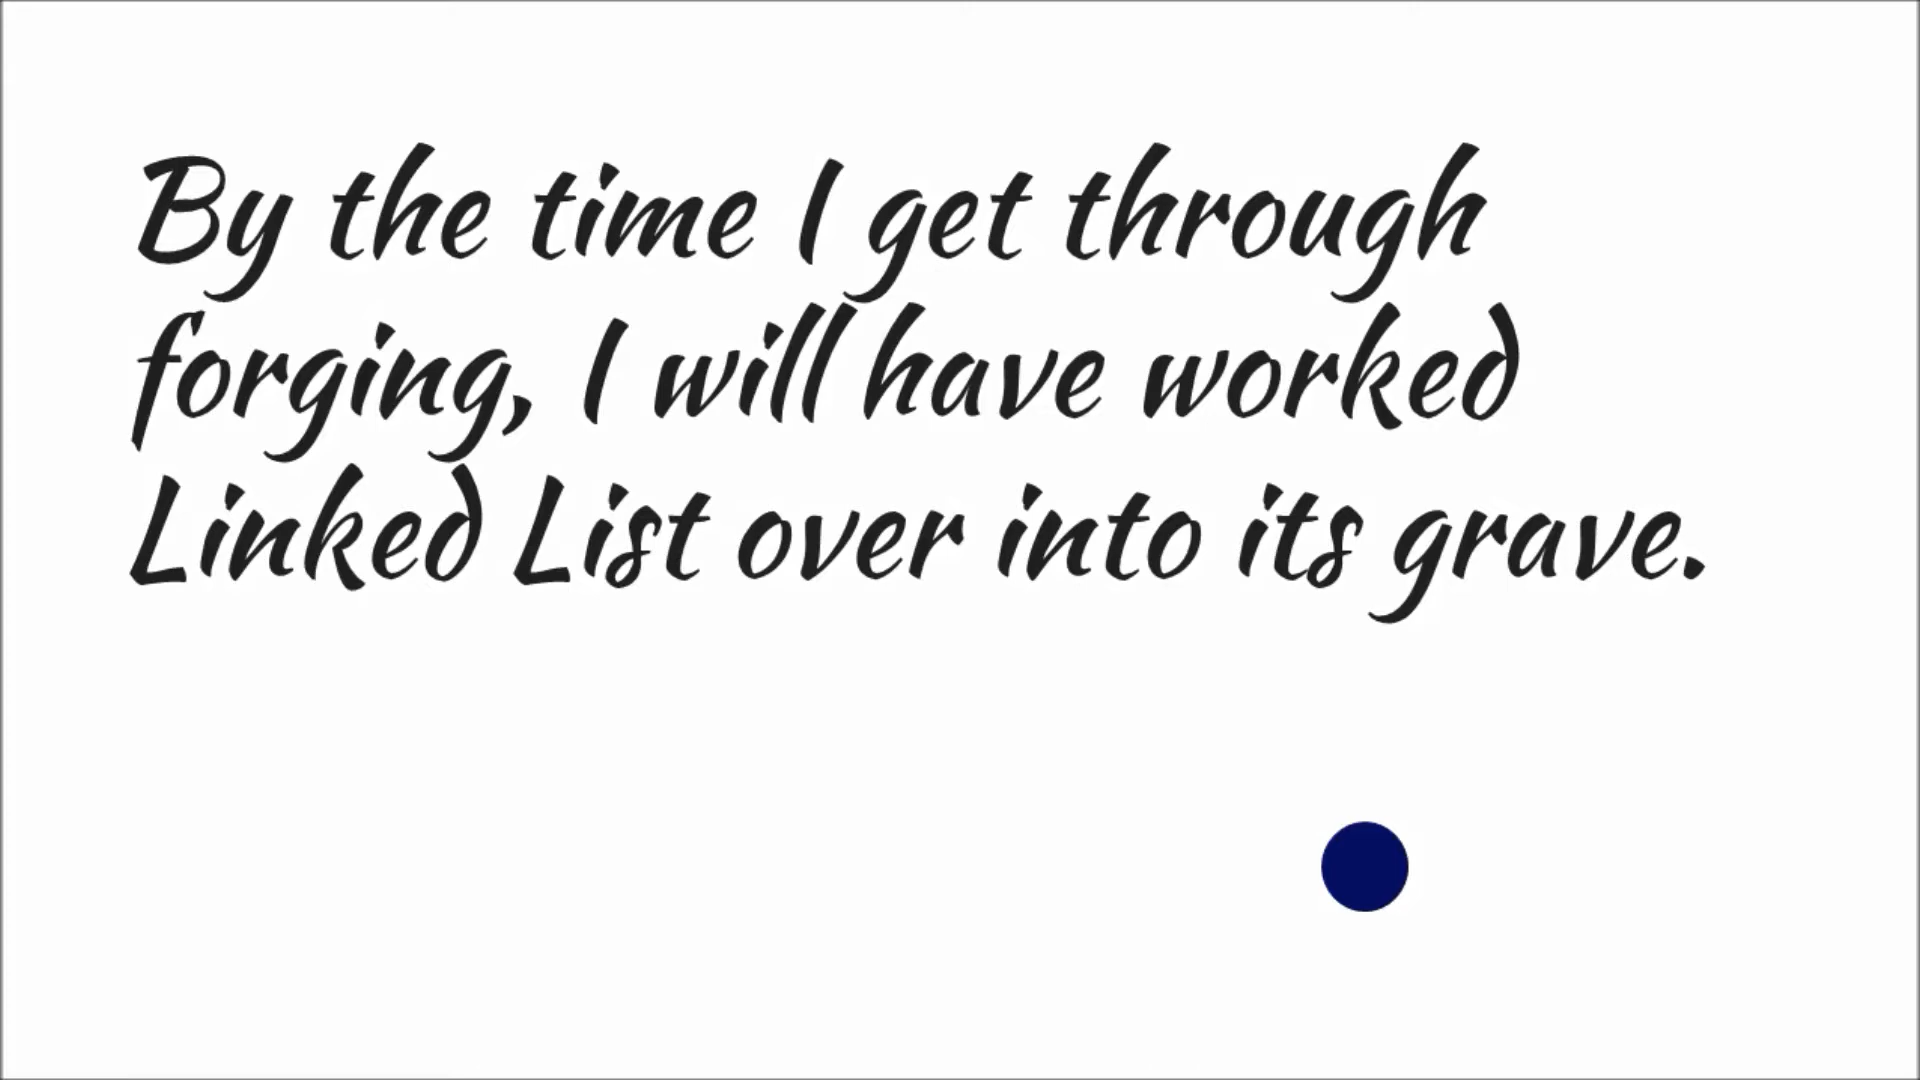 By the time I get through
forging, I will have worked
Linked List over into its grave.